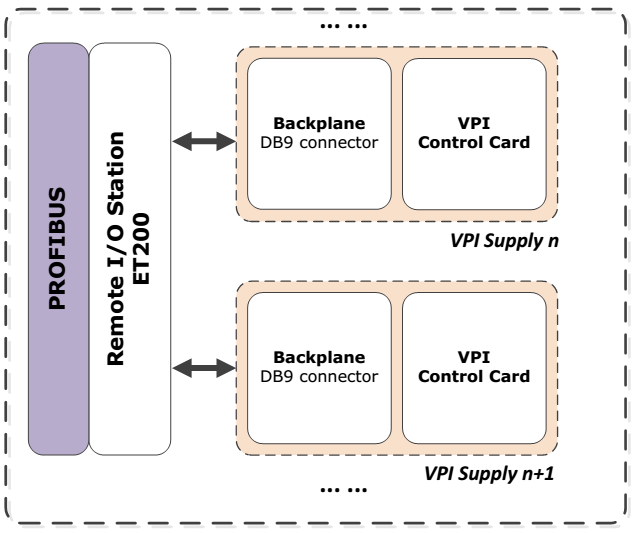 ... ...
PROFIBUS
Remote I/O Station
ET200
Backplane
DB9 connector
VPI
Control Card
VPI Supply n
Backplane
DB9 connector
VPI
Control Card
VPI Supply n+1
... ...